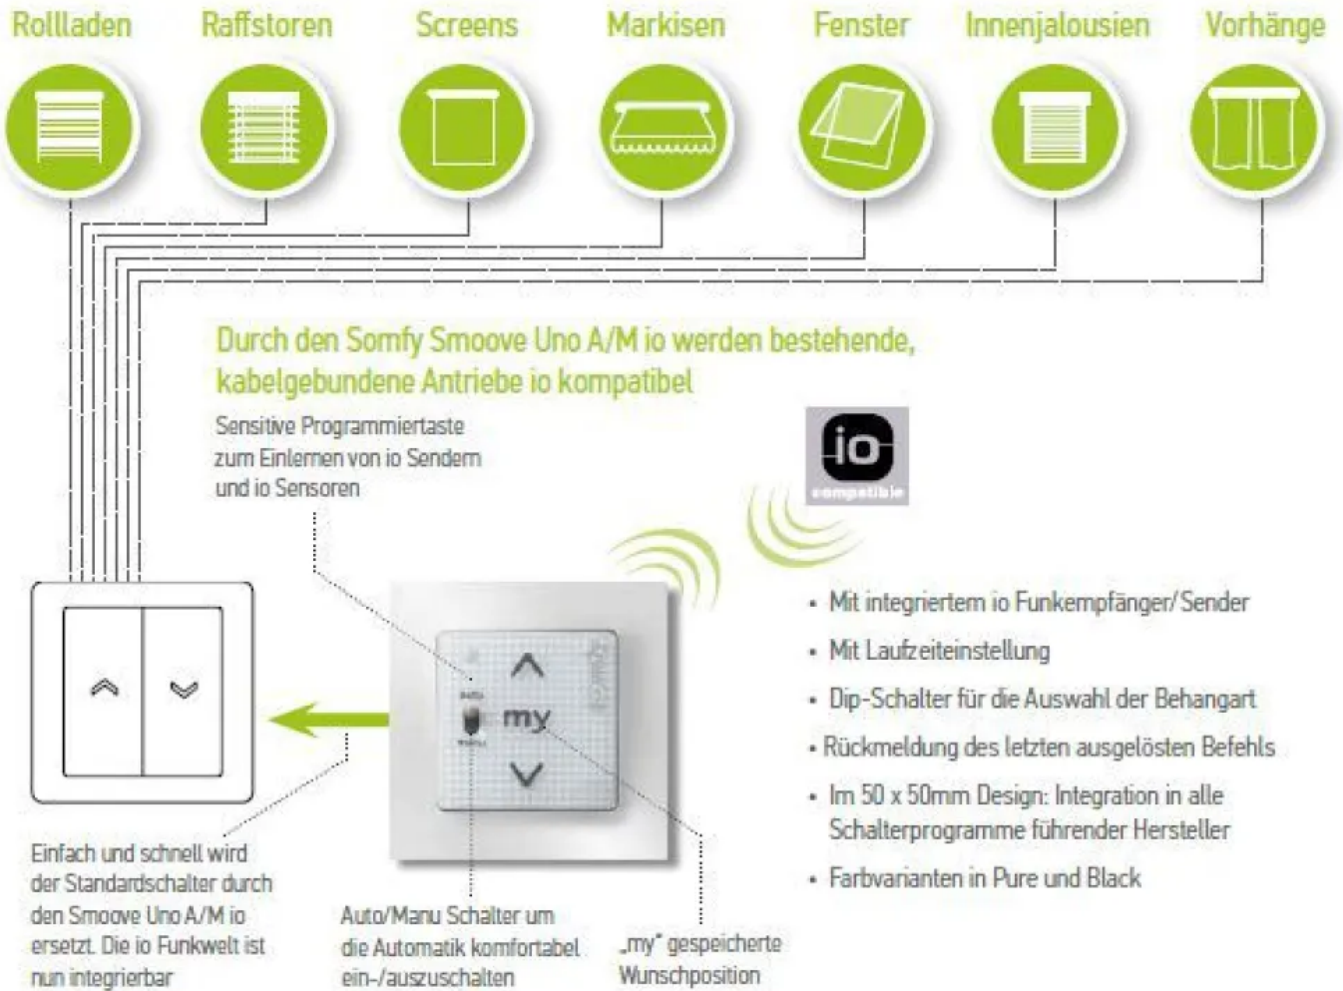 Rollladen
Raffstoren
Screens
Markisen
Fenster
Innenjalousien
Vorhänge
Durch den Somfy Smoove Uno A/M io werden bestehende,
kabelgebundene Antriebe io kompatibel
Sensitive Programmiertaste
zum Einlernen von io Sendern
und io Sensoren
io
compatible
my
• Mit integriertem io Funkempfänger/Sender
• Mit Laufzeiteinstellung
• Dip-Schalter für die Auswahl der Behangart
• Rückmeldung des letzten ausgelösten Befehls
• Im 50 x 50mm Design: Integration in alle
Schalterprogramme führender Hersteller
• Farbvarianten in Pure und Black
Einfach und schnell wird
der Standardschalter durch
den Smoove Uno A/M io
ersetzt. Die io Funkwelt ist
nun integrierbar
Auto/Manu Schalter um
die Automatik komfortabel
ein-/auszuschalten
„my“ gespeicherte
Wunschposition